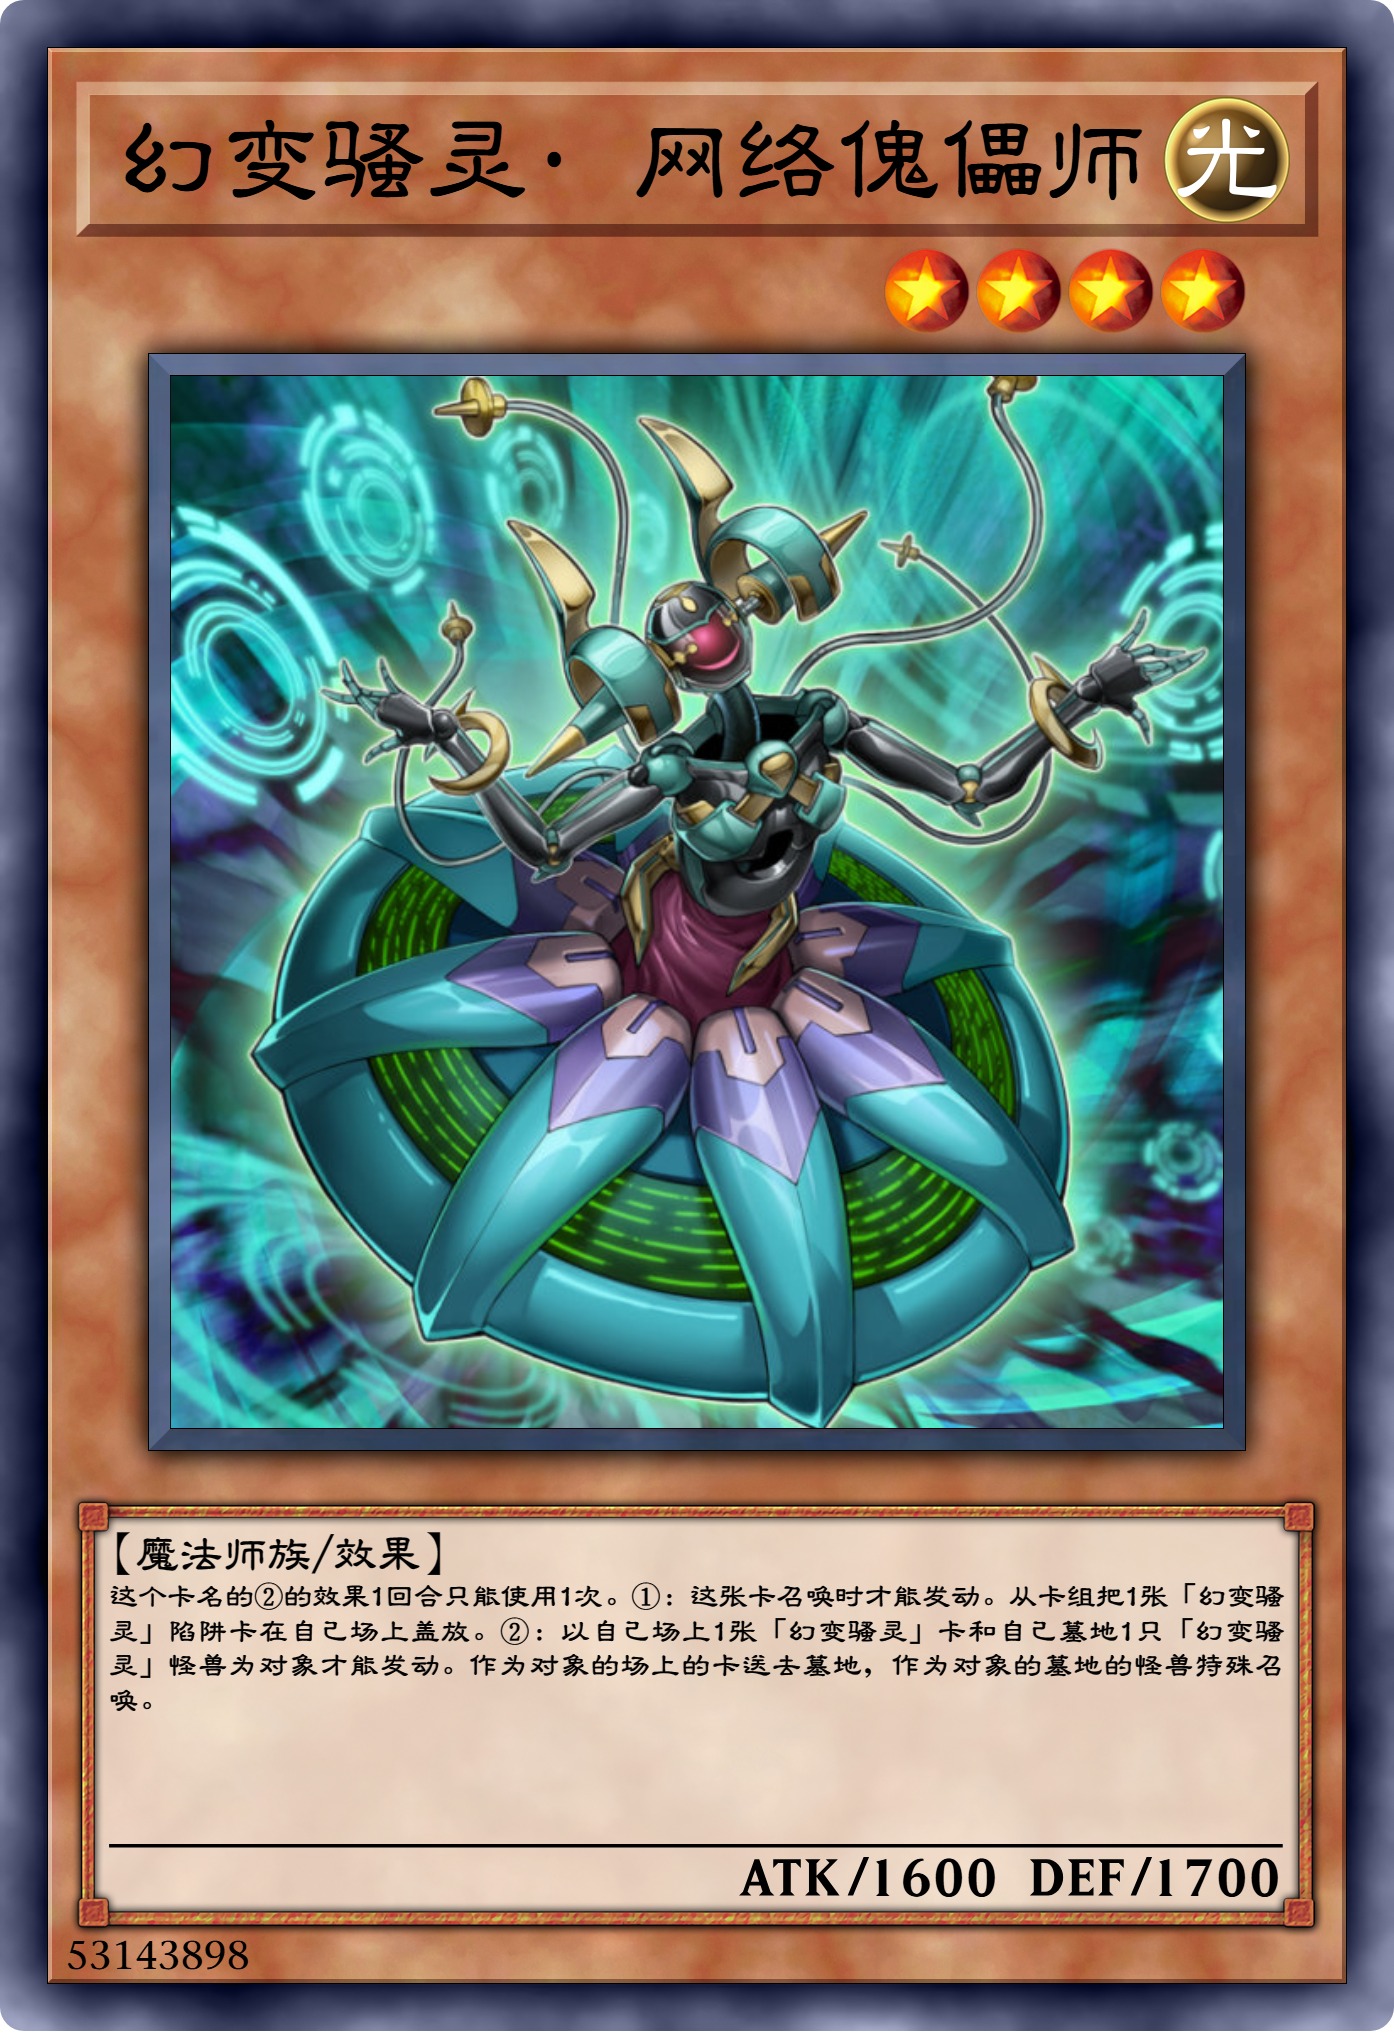 幻变骚灵·网络傀儡师 光
【魔法师族/效果】
这个卡名的②的效果1回合只能使用1次。①：这张卡召唤时才能发动。从卡组把1张「幻变骚
灵」陷阱卡在自己场上盖放。②：以自己场上1张「幻变骚灵」卡和自己墓地1只「幻变骚
灵」怪兽为对象才能发动。作为对象的场上的卡送去墓地，作为对象的墓地的怪兽特殊召
唤。
ATK/1600 DEF/1700
53143898